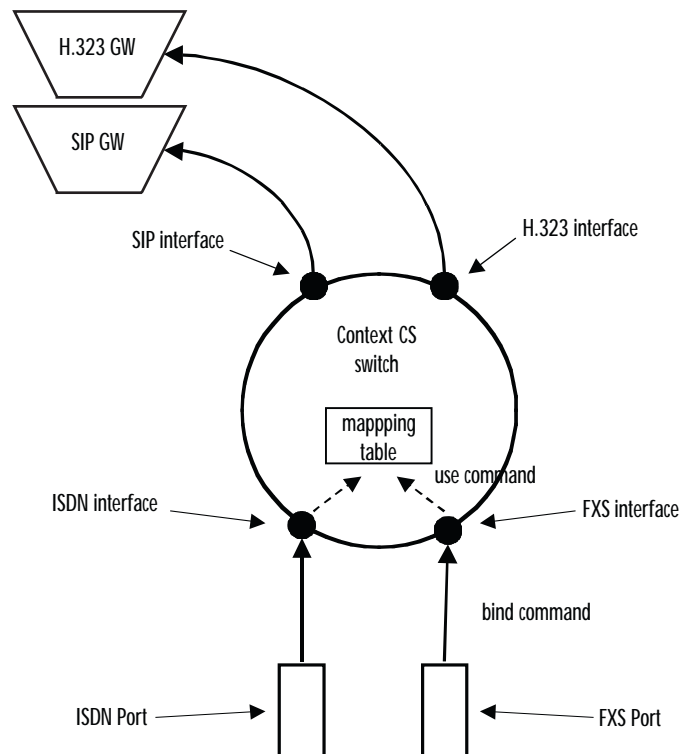 H.323 GW
SIP GW
SIP interface
H.323 interface
Context CS
switch
mappping
table
use command
ISDN interface
FXS interface
bind command
ISDN Port
FXS Port